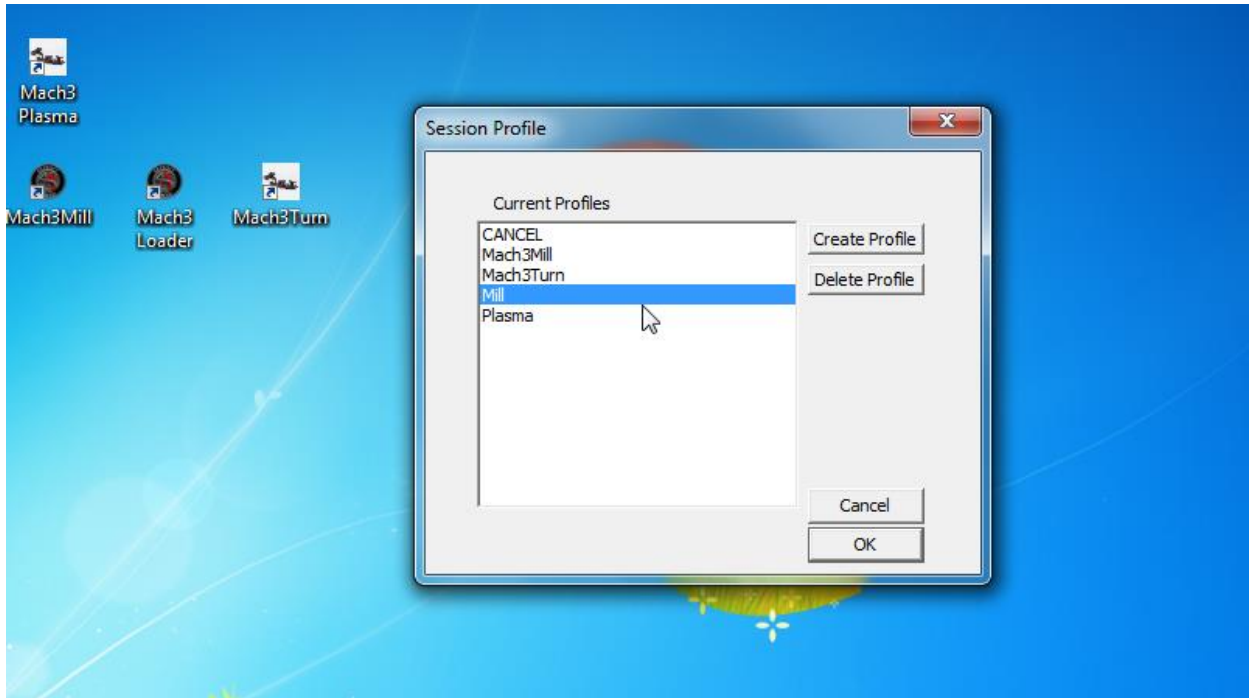 Mach3
Plasma
Mach3Mill
Mach3
Loader
Mach3Turn
Session Profile
Current Profiles
CANCEL
Mach3Mill
Mach3Turn
Mill
Plasma
Create Profile
Delete Profile
Cancel
OK